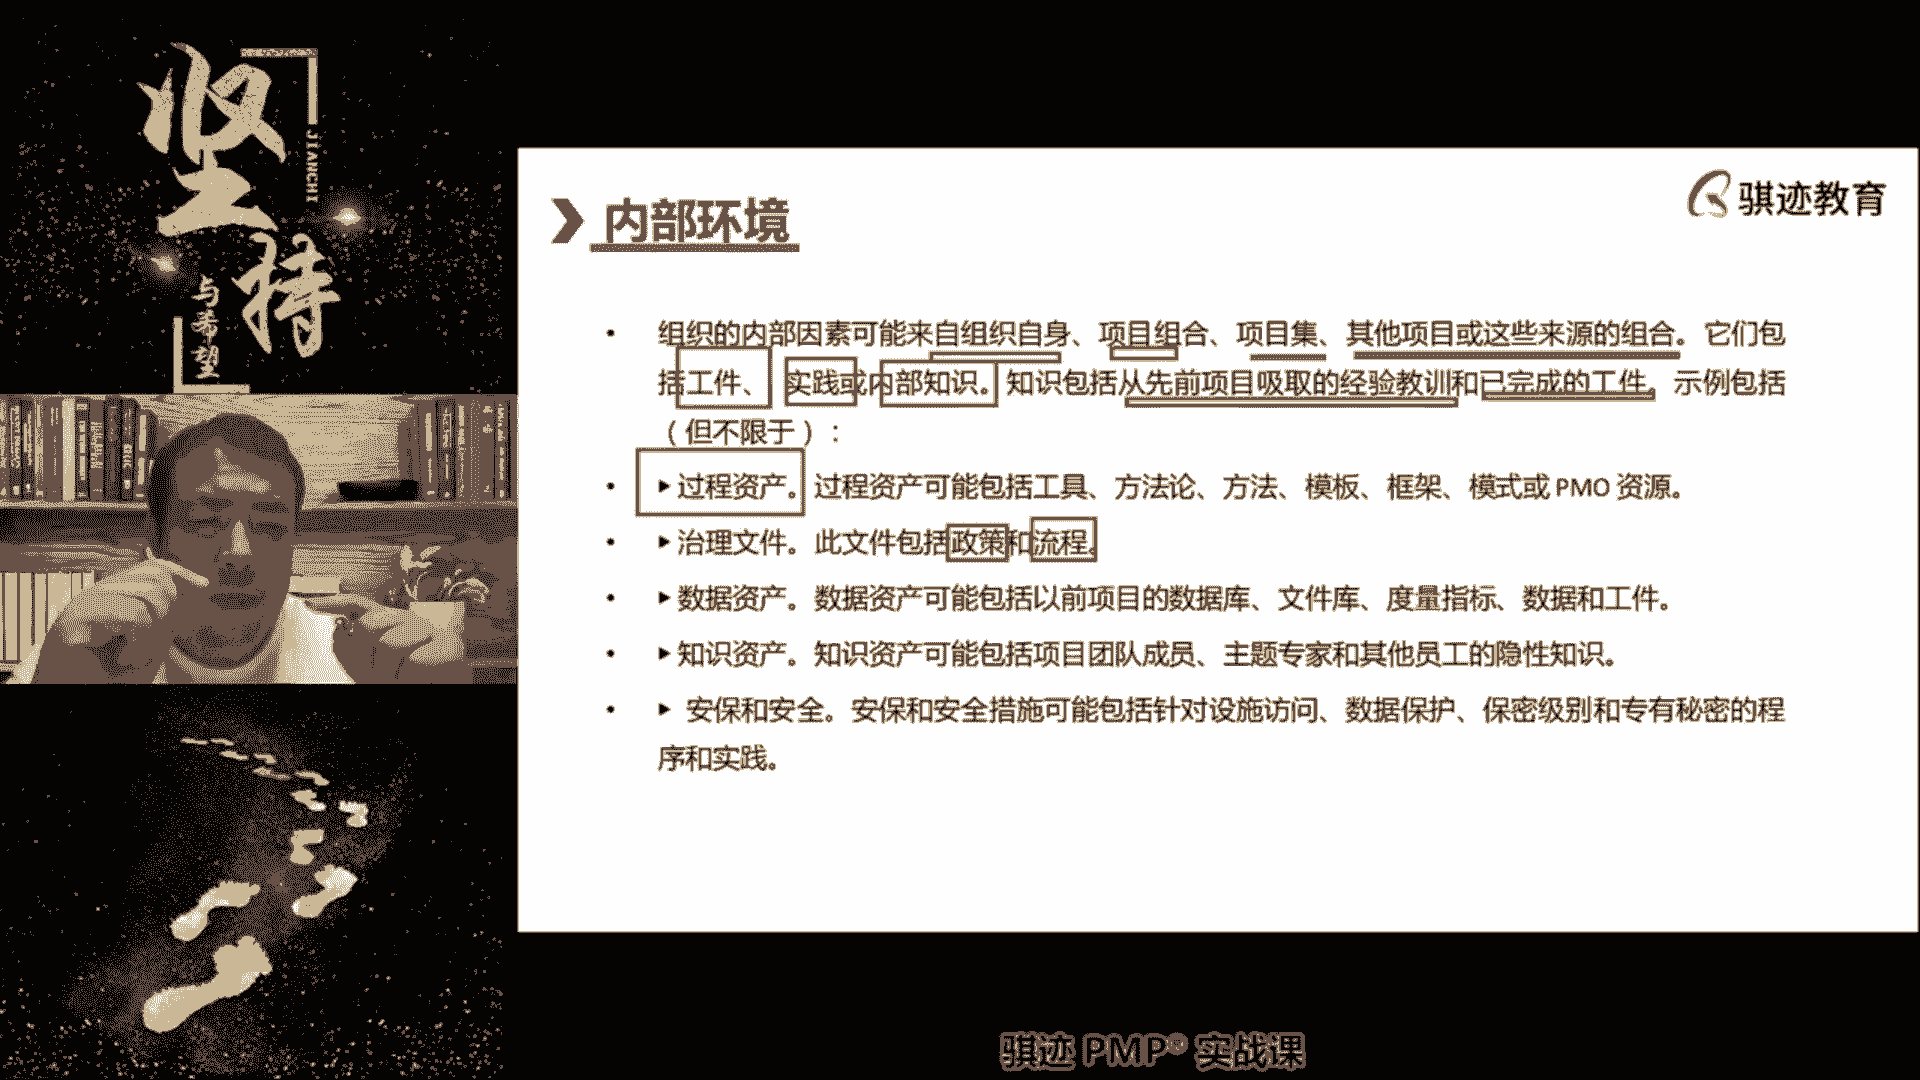 坚
持
JIANCHI
与希望
骐迹教育
内部环境
• 组织的内部因素可能来自组织自身、项目组合、项目集、其他项目或这些来源的组合。它们包
括工件、实践或内部知识。知识包括从先前项目吸取的经验教训和已完成的工件。示例包括
（但不限于）：
• ▶过程资产。过程资产可能包括工具、方法论、方法、模板、框架、模式或 PMO 资源。
• ▶治理文件。此文件包括政策和流程。
• ▶数据资产。数据资产可能包括以前项目的数据库、文件库、度量指标、数据和工件。
• ▶知识资产。知识资产可能包括项目团队成员、主题专家和其他员工的隐性知识。
• ▶ 安保和安全。安保和安全措施可能包括针对设施访问、数据保护、保密级别和专有秘密的程
序和实践。
骐迹 PMP® 实战课